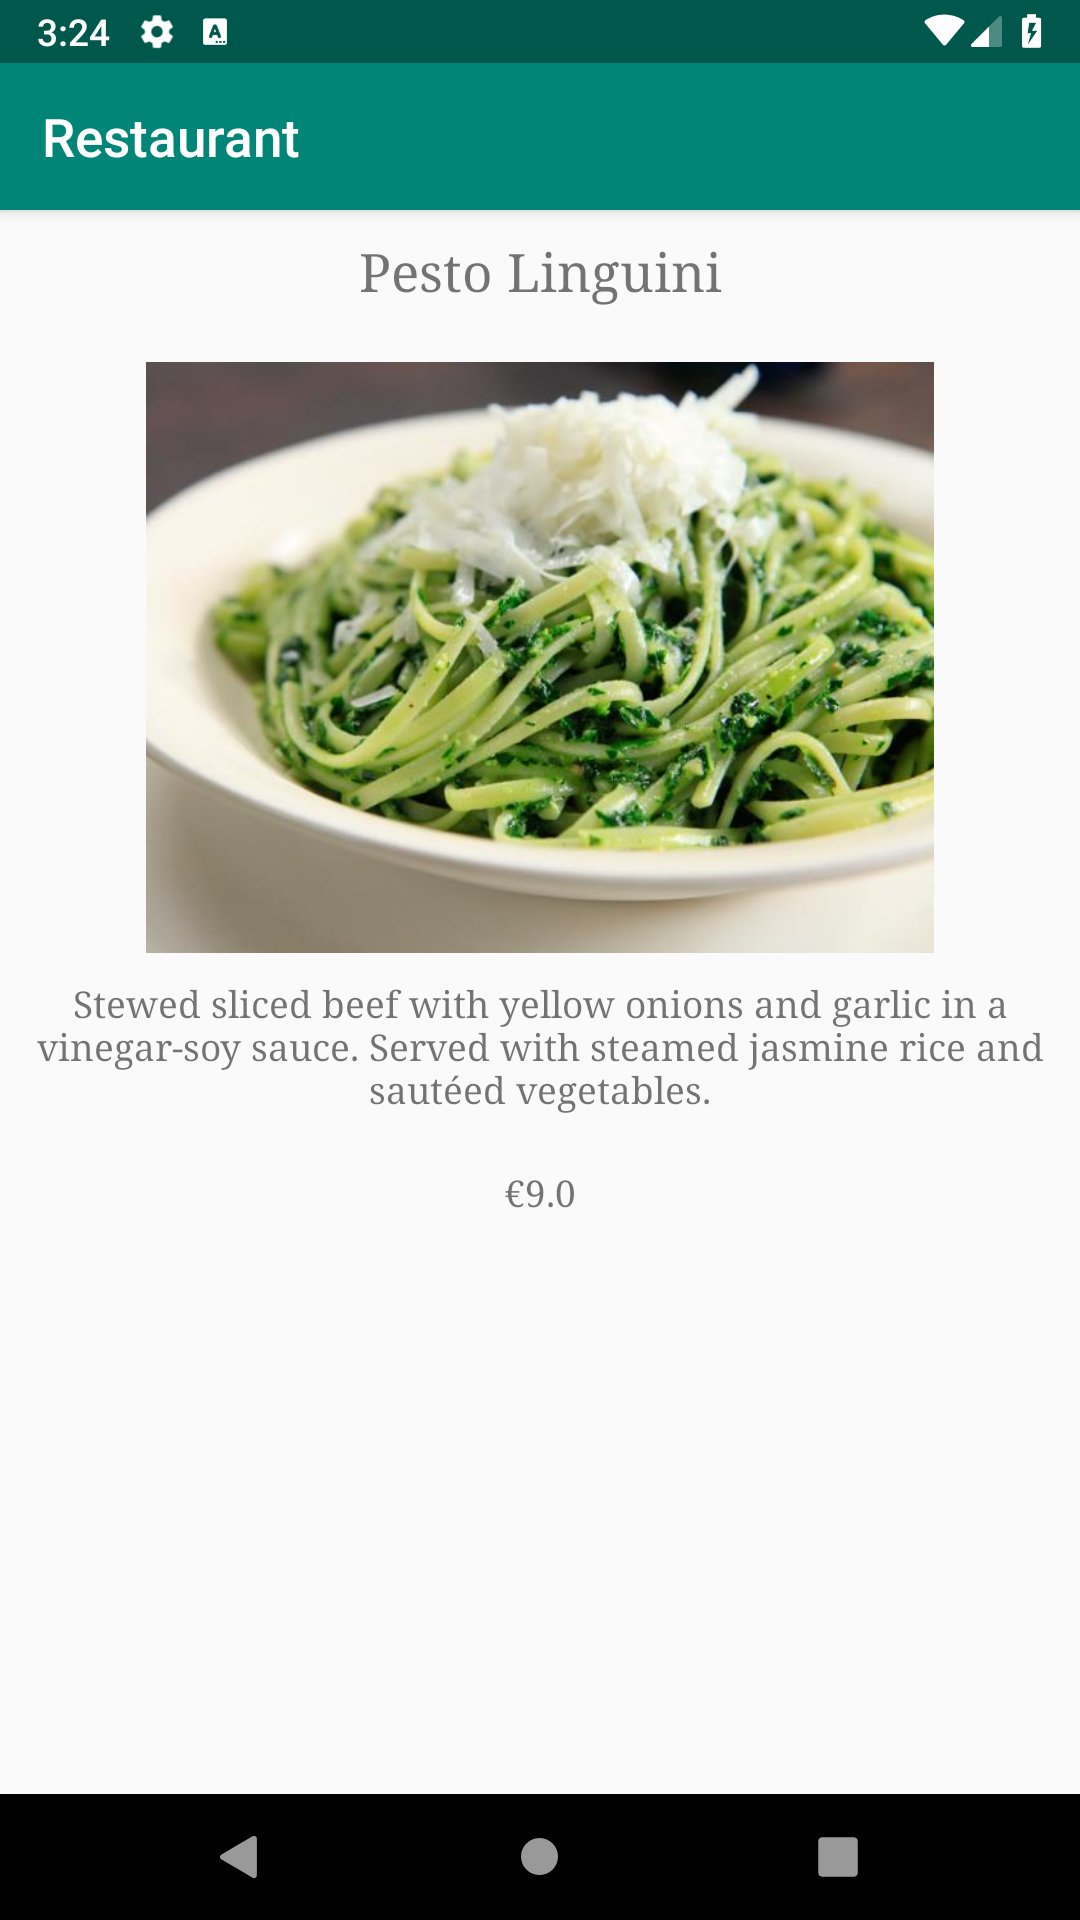 3:24
Restaurant
Pesto Linguini
Stewed sliced beef with yellow onions and garlic in a
vinegar-soy sauce. Served with steamed jasmine rice and
sautéed vegetables.
€9.0